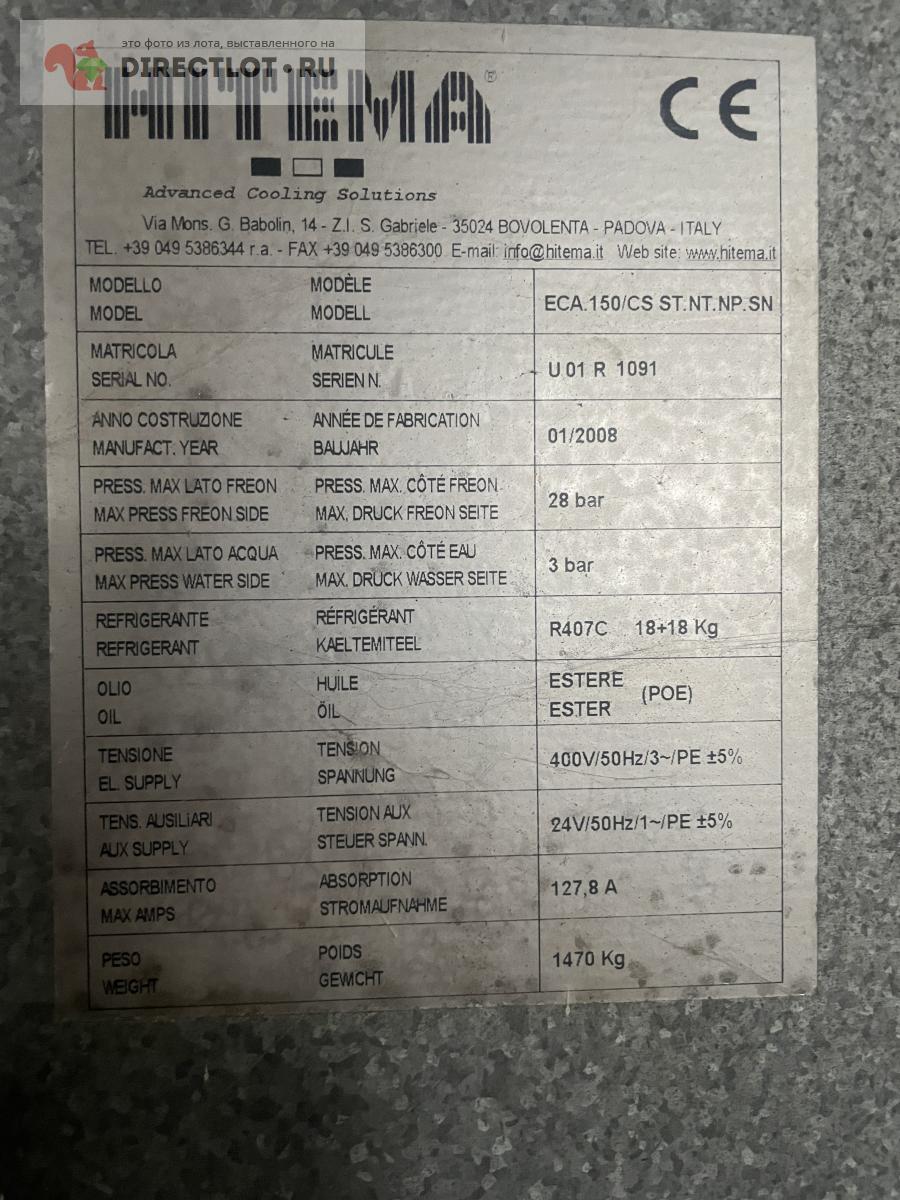 это фото из лота, выставленного на
DIRECTLOT.RU
HITEMA®
CE
Advanced Cooling Solutions
Via Mons. G. Babolin, 14 - Z.I. S. Gabriele - 35024 BOVOLENTA - PADOVA - ITALY
TEL. +39 049 5386344 r.a. - FAX +39 049 5386300 E-mail: info@hitema.it Web site: www.hitema.it
MODELLO MODÈLE
MODEL MODELL
ECA.150/CS ST.NT.NP.SN
MATRICOLA MATRICULE
SERIAL NO. SERIEN N.
U 01 R 1091
ANNO COSTRUZIONE ANNÉE DE FABRICATION
MANUFACT. YEAR BAUJAHR
01/2008
PRESS. MAX LATO FREON PRESS. MAX. CÔTÉ FREON
MAX PRESS FREON SIDE MAX. DRUCK FREON SEITE
28 bar
PRESS. MAX LATO ACQUA PRESS. MAX. CÔTÉ EAU
MAX PRESS WATER SIDE MAX. DRUCK WASSER SEITE
3 bar
REFRIGERANTE RÉFRIGÉRANT
REFRIGERANT KAELTEMITEEL
R407C 18+18 Kg
OLIO HUILE
OIL ÖIL
ESTERE (POE)
ESTER
TENSIONE TENSION
EL. SUPPLY SPANNUNG
400V/50Hz/3~/PE ±5%
TENS. AUSILIARI TENSION AUX
AUX SUPPLY STEUER SPANN.
24V/50Hz/1~/PE ±5%
ASSORBIMENTO ABSORPTION
MAX AMPS STROMAUFNAHME
127,8 A
PESO POIDS
WEIGHT GEWICHT
1470 Kg